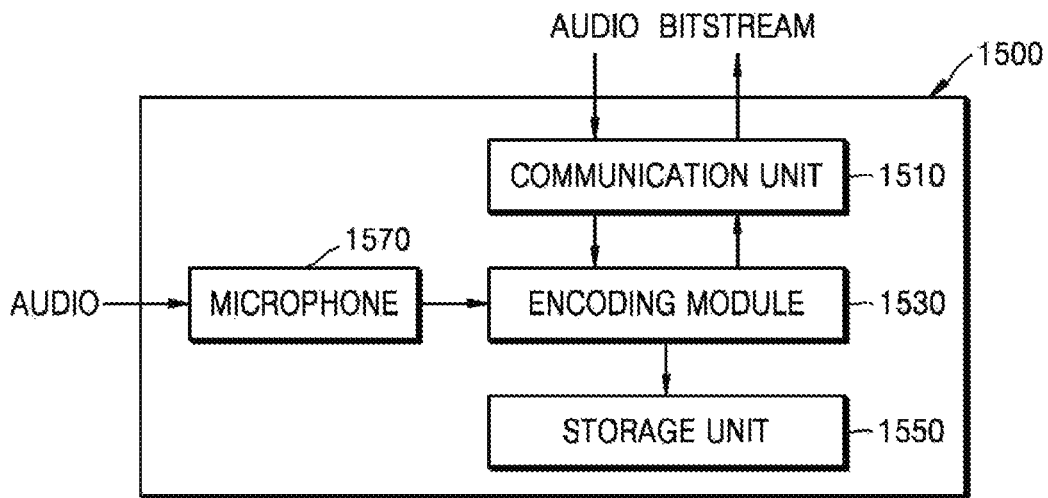 AUDIO BITSTREAM
1500
COMMUNICATION UNIT
1510
1570
AUDIO
MICROPHONE
ENCODING MODULE
1530
STORAGE UNIT
1550